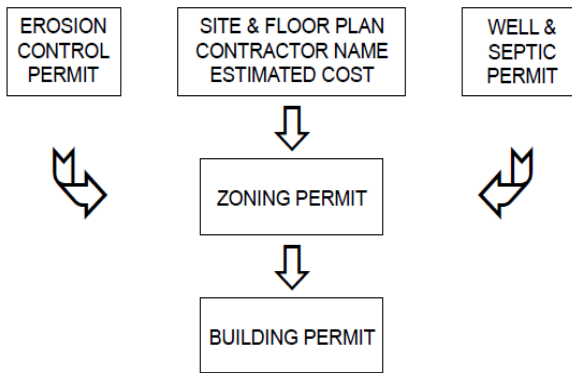 EROSION
CONTROL
PERMIT
SITE & FLOOR PLAN
CONTRACTOR NAME
ESTIMATED COST
WELL &
SEPTIC
PERMIT
ZONING PERMIT
BUILDING PERMIT